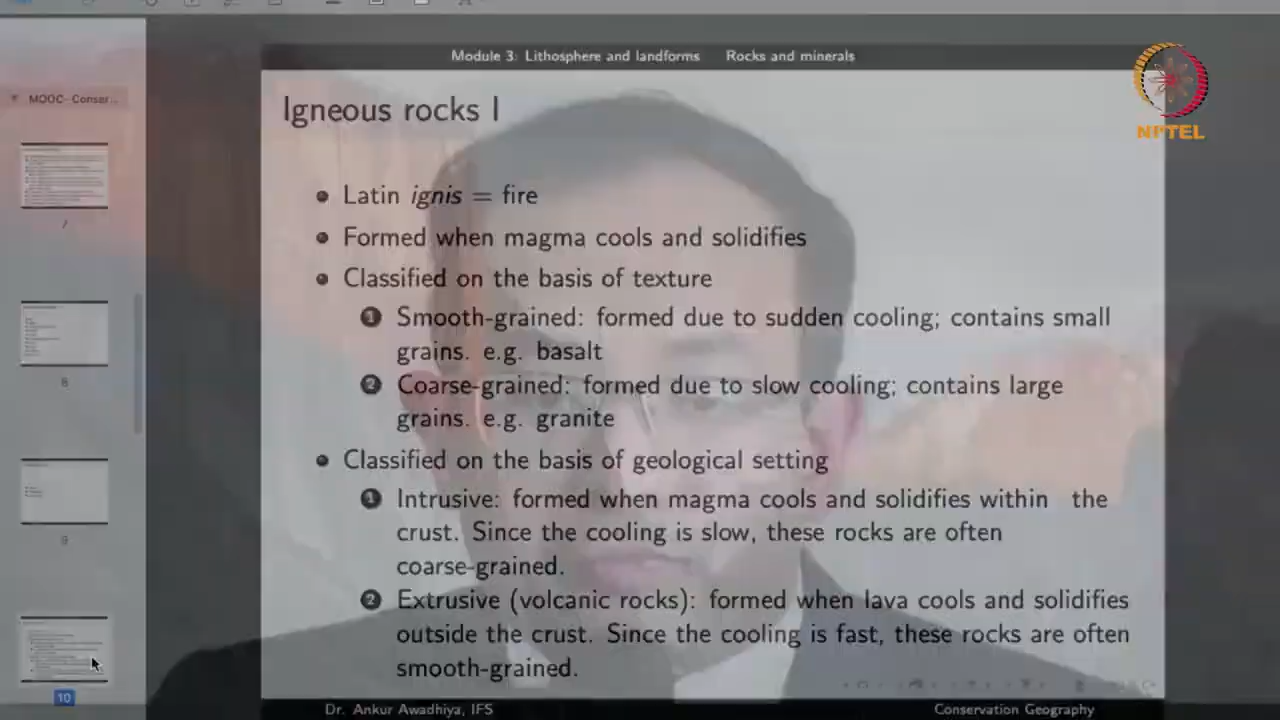 Module 3: Lithosphere and landforms Rocks and minerals
NPTEL
MOOC- Conser...
Igneous rocks I
Latin ignis = fire
Formed when magma cools and solidifies
Classified on the basis of texture
1 Smooth-grained: formed due to sudden cooling; contains small
grains. e.g. basalt
2 Coarse-grained: formed due to slow cooling; contains large
grains. e.g. granite
Classified on the basis of geological setting
1 Intrusive: formed when magma cools and solidifies within the
crust. Since the cooling is slow, these rocks are often
coarse-grained.
2 Extrusive (volcanic rocks): formed when lava cools and solidifies
outside the crust. Since the cooling is fast, these rocks are often
smooth-grained.
7
8
9
10
Dr. Ankur Awadhiya, IFS Conservation Geography